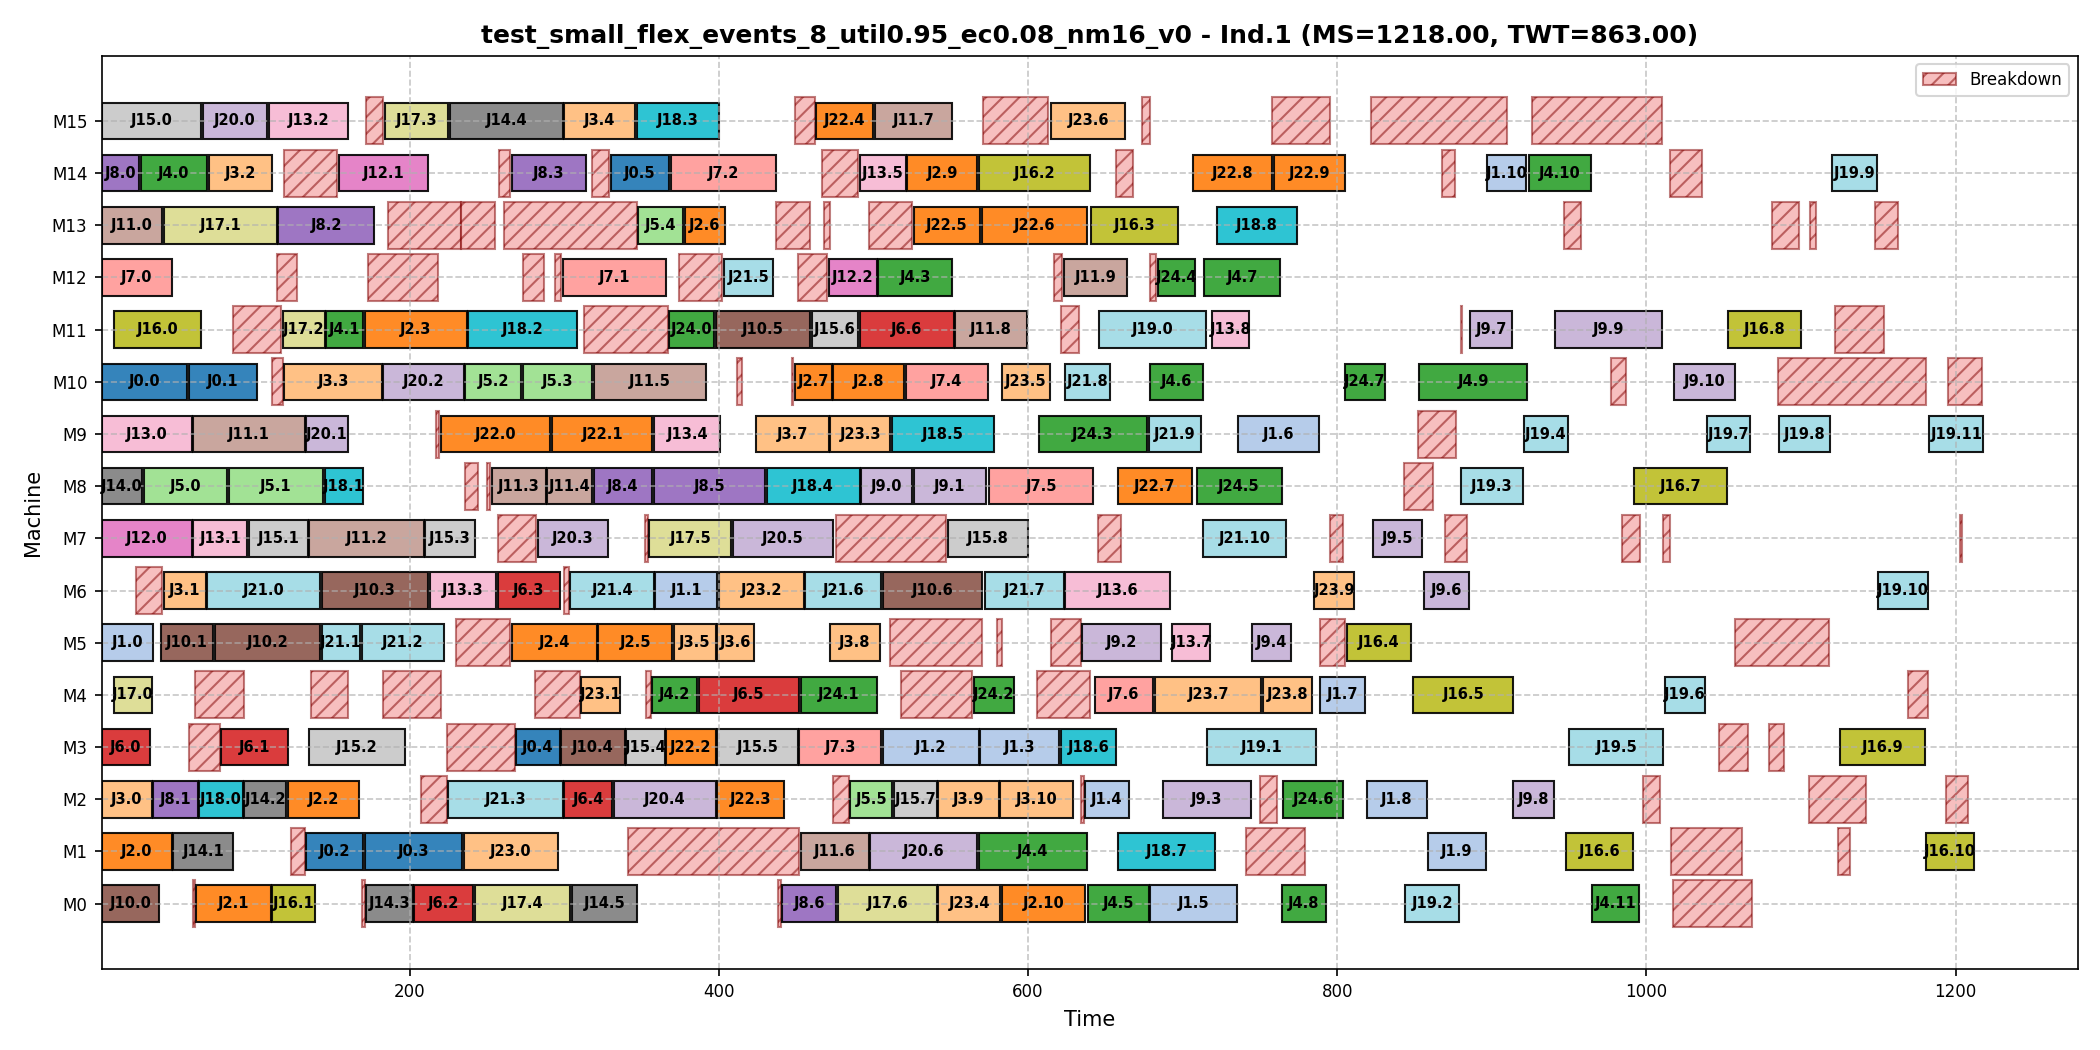 test_small_flex_events_8_util0.95_ec0.08_nm16_v0 - Ind.1 (MS=1218.00, TWT=863.00)
Breakdown
M15 J15.0 J20.0 J13.2 J17.3 J14.4 J3.4 J18.3 J22.4 J11.7 J23.6
M14 J8.0 J4.0 J3.2 J12.1 J8.3 J0.5 J7.2 J13.5 J2.9 J16.2 J22.8 J22.9 J1.10 J4.10 J19.9
M13 J11.0 J17.1 J8.2 J5.4 J2.6 J22.5 J22.6 J16.3 J18.8
M12 J7.0 J7.1 J21.5 J12.2 J4.3 J11.9 J24.4 J4.7
M11 J16.0 J17.2 J4.1 J2.3 J18.2 J24.0 J10.5 J15.6 J6.6 J11.8 J19.0 J13.8 J9.7 J9.9 J16.8
M10 J0.0 J0.1 J3.3 J20.2 J5.2 J5.3 J11.5 J2.7 J2.8 J7.4 J23.5 J21.8 J4.6 J24.7 J4.9 J9.10
M9 J13.0 J11.1 J20.1 J22.0 J22.1 J13.4 J3.7 J23.3 J18.5 J24.3 J21.9 J1.6 J19.4 J19.7 J19.8 J19.11
M8 J14.0 J5.0 J5.1 J18.1 J11.3 J11.4 J8.4 J8.5 J18.4 J9.0 J9.1 J7.5 J22.7 J24.5 J19.3 J16.7
M7 J12.0 J13.1 J15.1 J11.2 J15.3 J20.3 J17.5 J20.5 J15.8 J21.10 J9.5
M6 J3.1 J21.0 J10.3 J13.3 J6.3 J21.4 J1.1 J23.2 J21.6 J10.6 J21.7 J13.6 J23.9 J9.6 J19.10
M5 J1.0 J10.1 J10.2 J21.1 J21.2 J2.4 J2.5 J3.5 J3.6 J3.8 J9.2 J13.7 J9.4 J16.4
M4 J17.0 J23.1 J4.2 J6.5 J24.1 J24.2 J7.6 J23.7 J23.8 J1.7 J16.5 J19.6
M3 J6.0 J6.1 J15.2 J0.4 J10.4 J15.4 J22.2 J15.5 J7.3 J1.2 J1.3 J18.6 J19.1 J19.5 J16.9
M2 J3.0 J8.1 J18.0 J14.2 J2.2 J21.3 J6.4 J20.4 J22.3 J5.5 J15.7 J3.9 J3.10 J1.4 J9.3 J24.6 J1.8 J9.8
M1 J2.0 J14.1 J0.2 J0.3 J23.0 J11.6 J20.6 J4.4 J18.7 J1.9 J16.6 J16.10
M0 J10.0 J2.1 J16.1 J14.3 J6.2 J17.4 J14.5 J8.6 J17.6 J23.4 J2.10 J4.5 J1.5 J4.8 J19.2 J4.11
Machine
200 400 600 800 1000 1200
Time